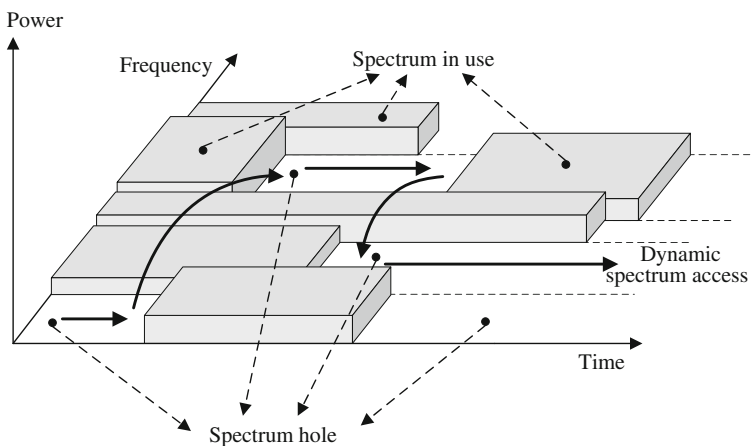 Power
Frequency
Spectrum in use
Dynamic
spectrum access
Time
Spectrum hole